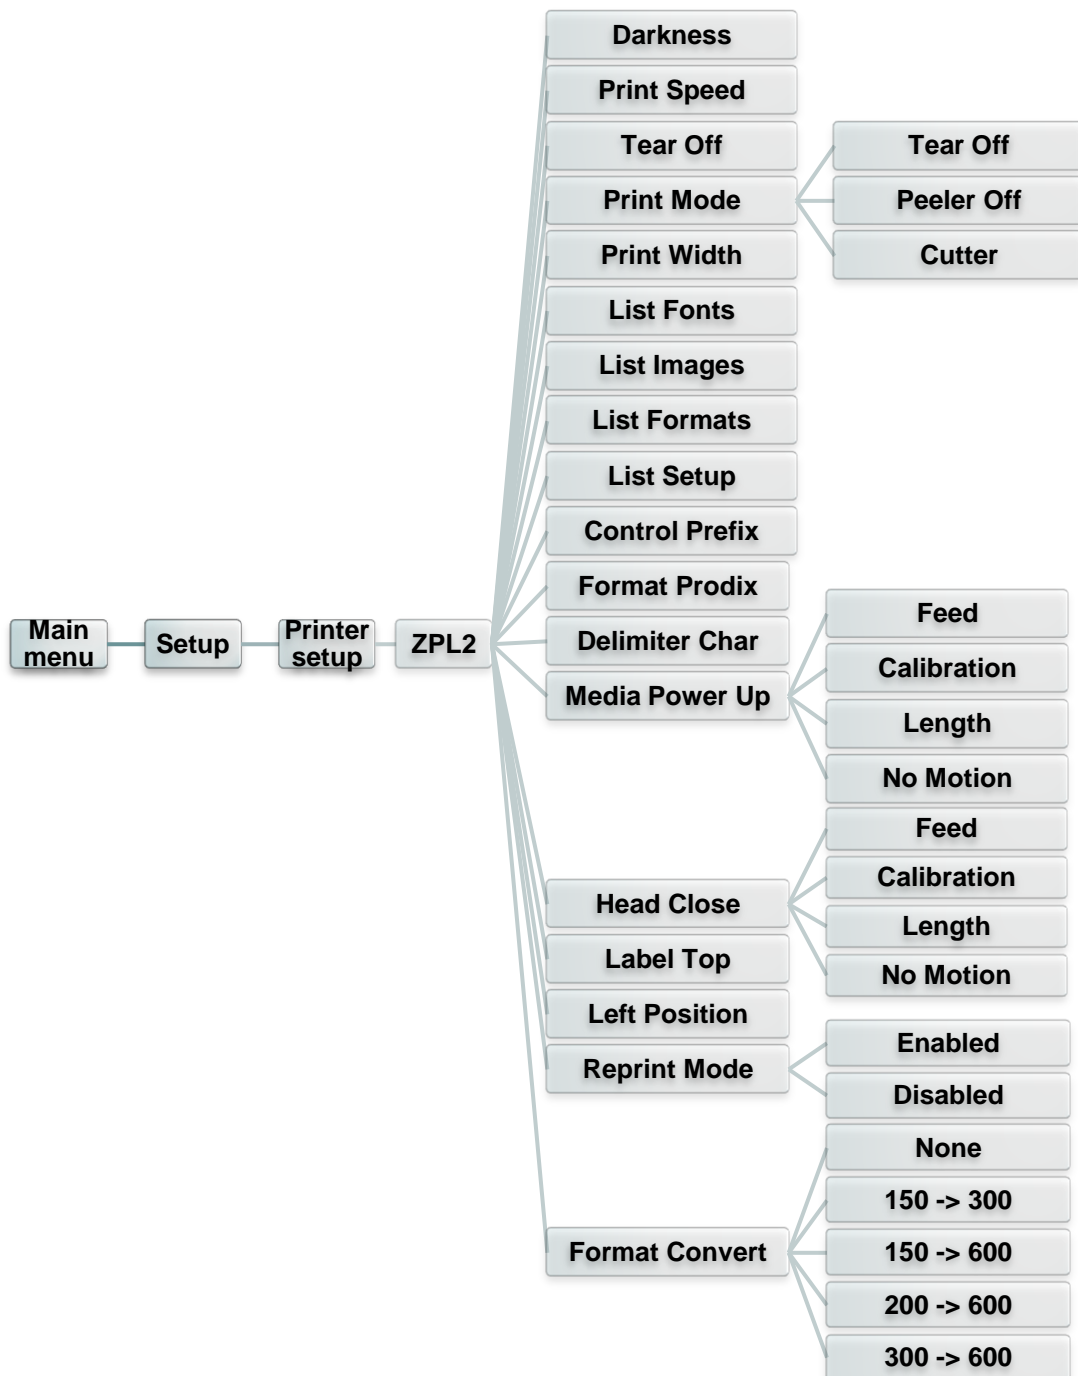 Main
menu
Setup
Printer
setup
ZPL2
Darkness
Print Speed
Tear Off
Print Mode
Tear Off
Peeler Off
Cutter
Print Width
List Fonts
List Images
List Formats
List Setup
Control Prefix
Format Prodix
Delimiter Char
Media Power Up
Feed
Calibration
Length
No Motion
Head Close
Feed
Calibration
Length
No Motion
Label Top
Left Position
Reprint Mode
Enabled
Disabled
Format Convert
None
150 -> 300
150 -> 600
200 -> 600
300 -> 600